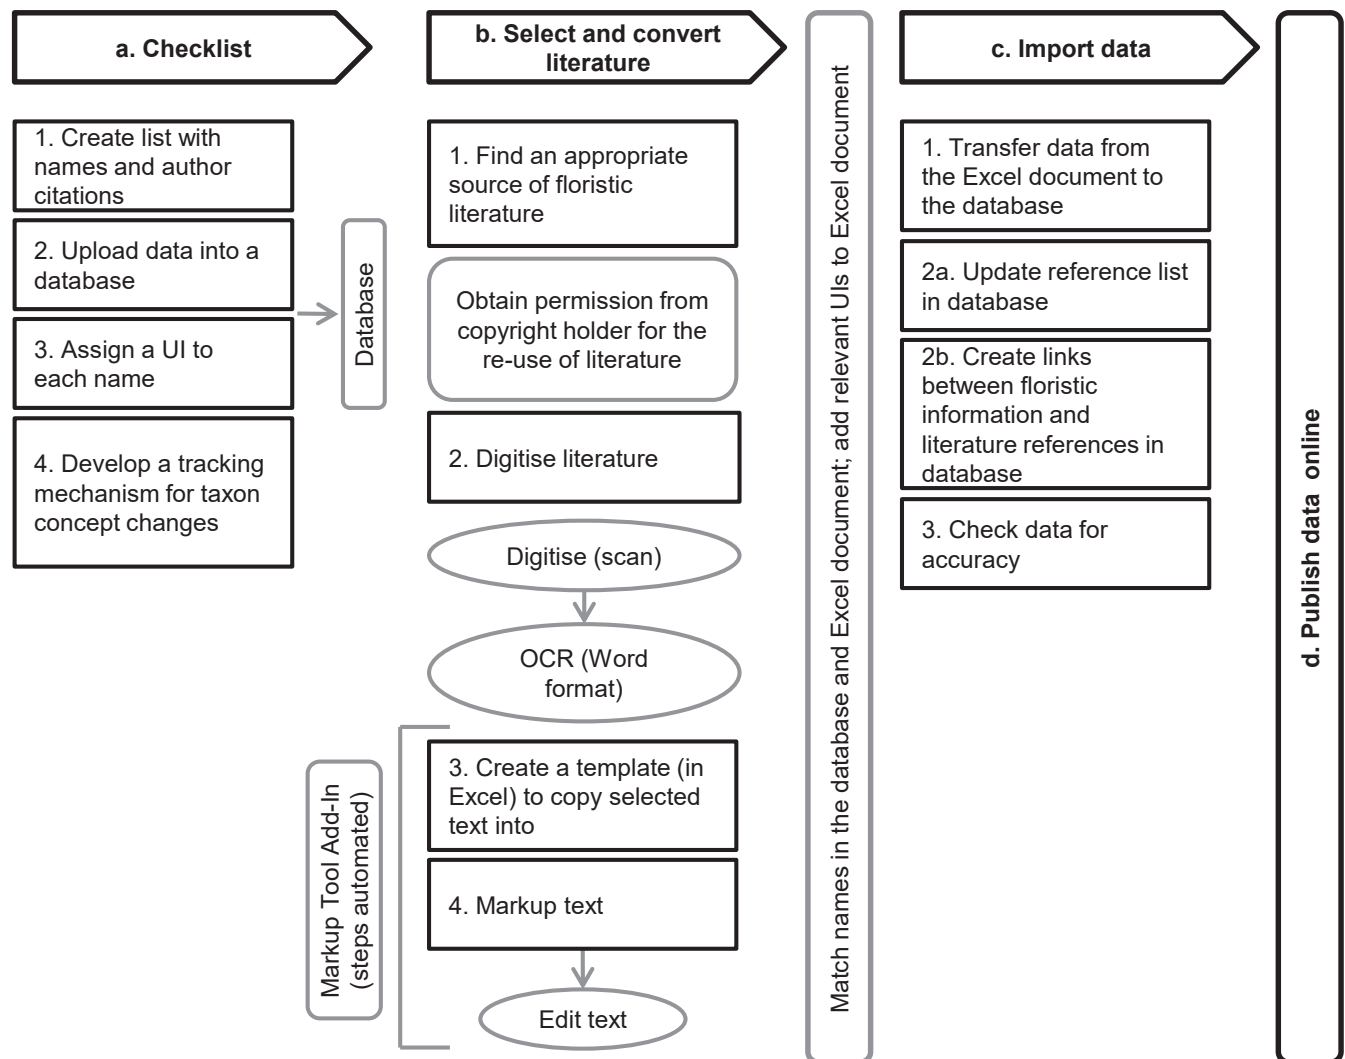 a. Checklist
1. Create list with
names and author
citations
2. Upload data into a
database
3. Assign a UI to
each name
4. Develop a tracking
mechanism for taxon
concept changes
Database
b. Select and convert
literature
1. Find an appropriate
source of floristic
literature
Obtain permission from
copyright holder for the
re-use of literature
2. Digitise literature
Digitise (scan)
OCR (Word
format)
Markup Tool Add-In
(steps automated)
3. Create a template (in
Excel) to copy selected
text into
4. Markup text
Edit text
Match names in the database and Excel document; add relevant UIs to Excel document
c. Import data
1. Transfer data from
the Excel document to
the database
2a. Update reference list
in database
2b. Create links
between floristic
information and
literature references in
database
3. Check data for
accuracy
d. Publish data online